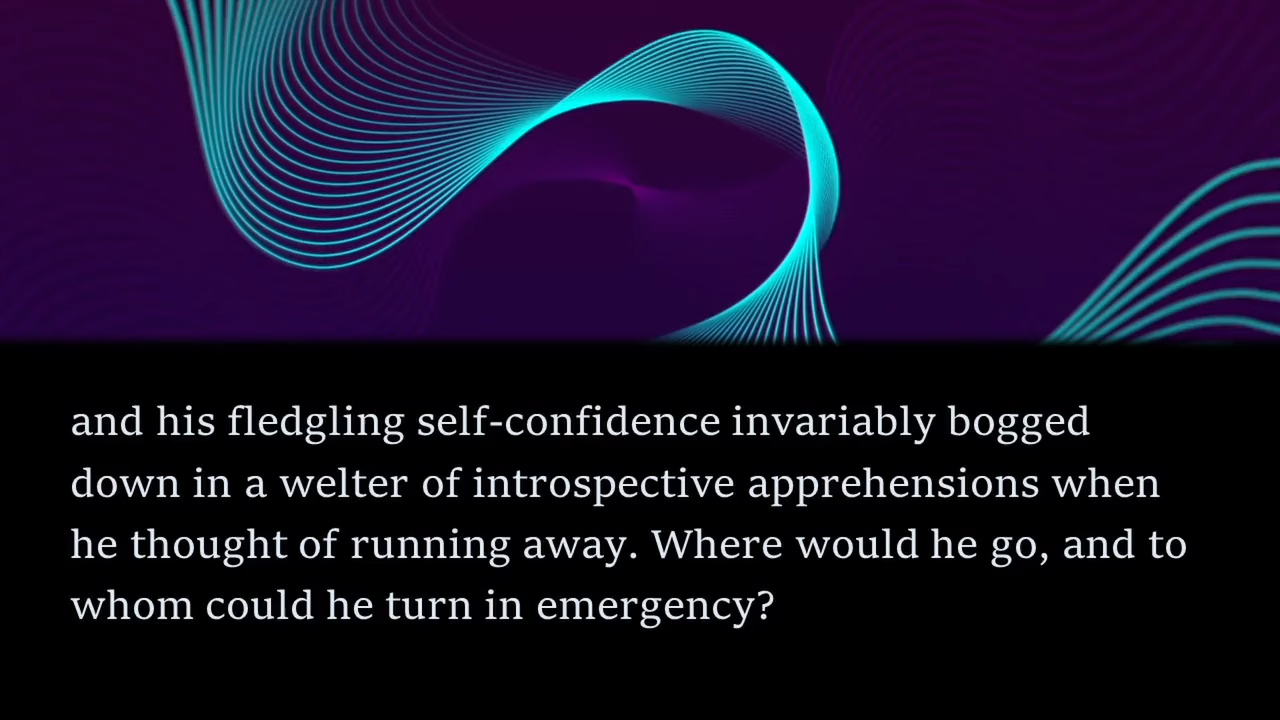 and his fledgling self-confidence invariably bogged
down in a welter of introspective apprehensions when
he thought of running away. Where would he go, and to
whom could he turn in emergency?